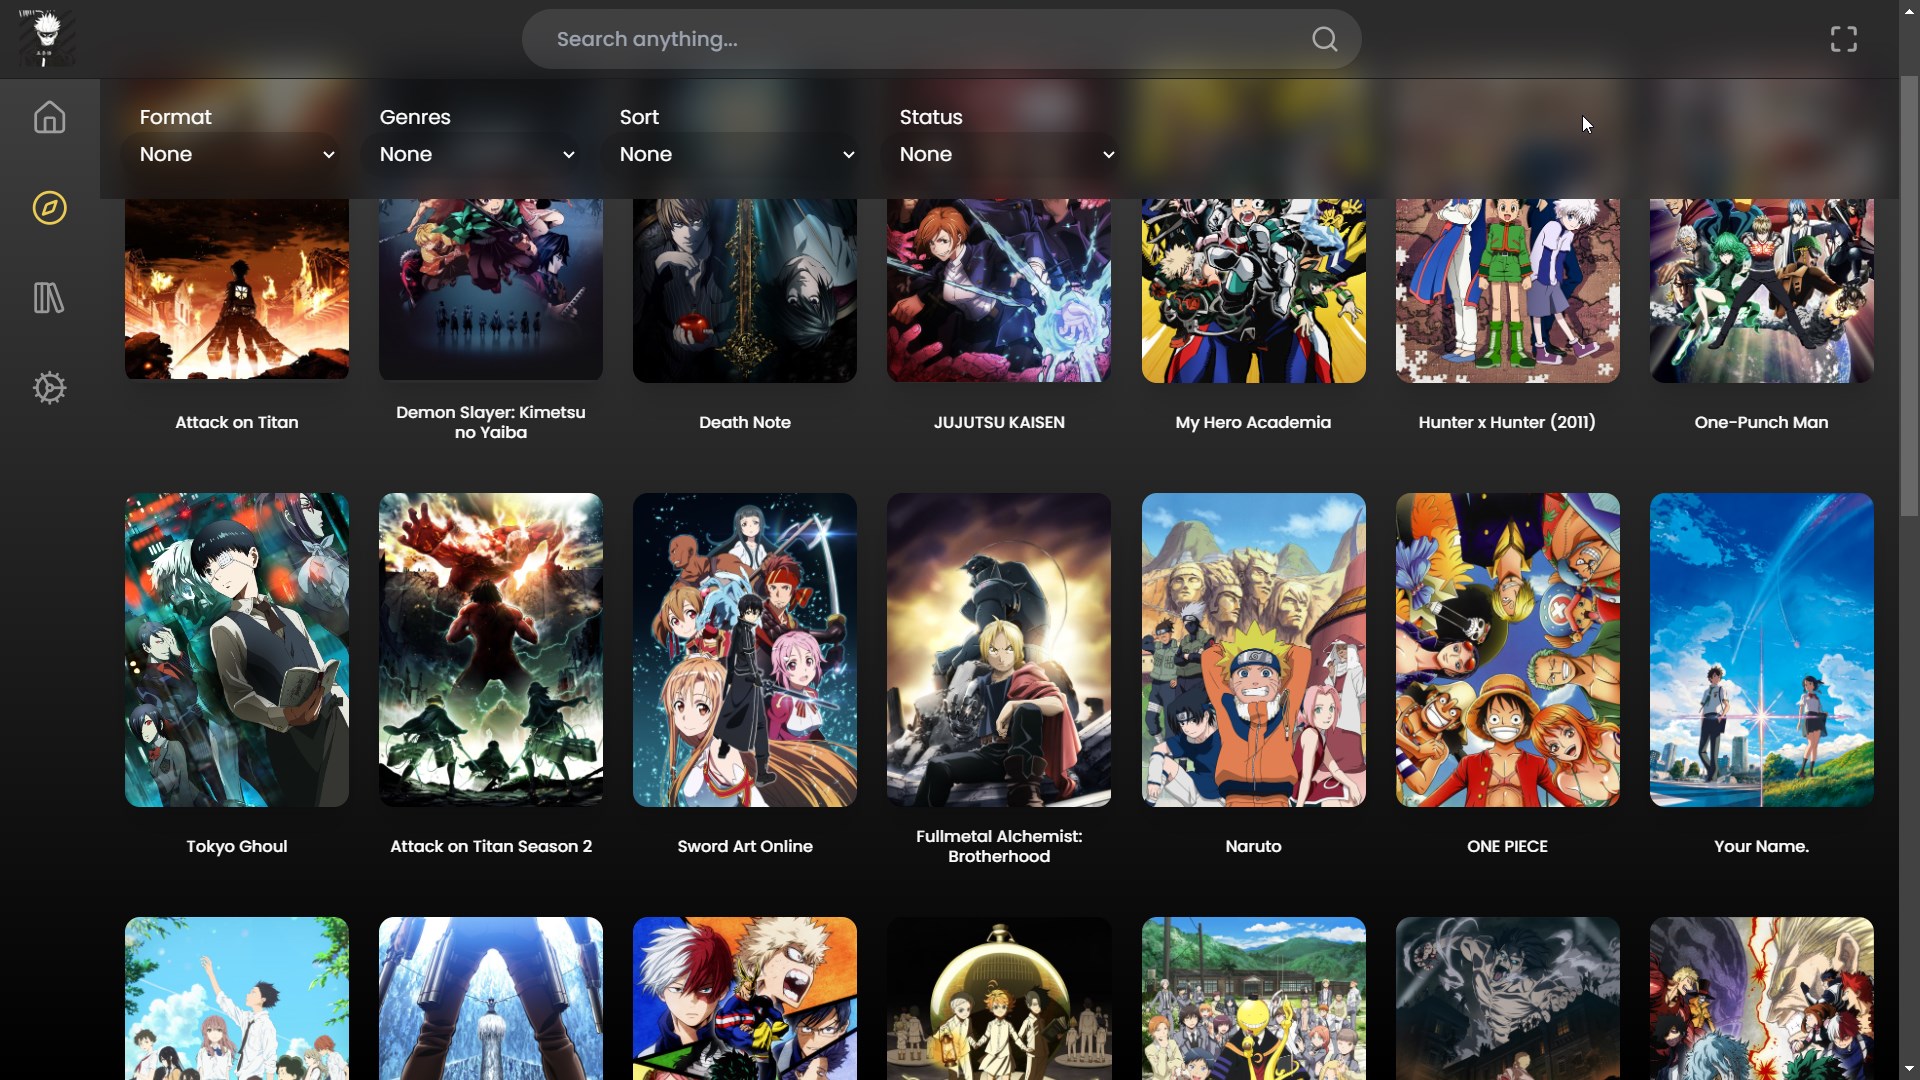 Search anything...
Format
Genres
Sort
Status
None
None
None
None
Attack on Titan
Demon Slayer: Kimetsu
no Yaiba
Death Note
JUJUTSU KAISEN
My Hero Academia
Hunter x Hunter (2011)
One-Punch Man
Tokyo Ghoul
Attack on Titan Season 2
Sword Art Online
Fullmetal Alchemist:
Brotherhood
Naruto
ONE PIECE
Your Name.